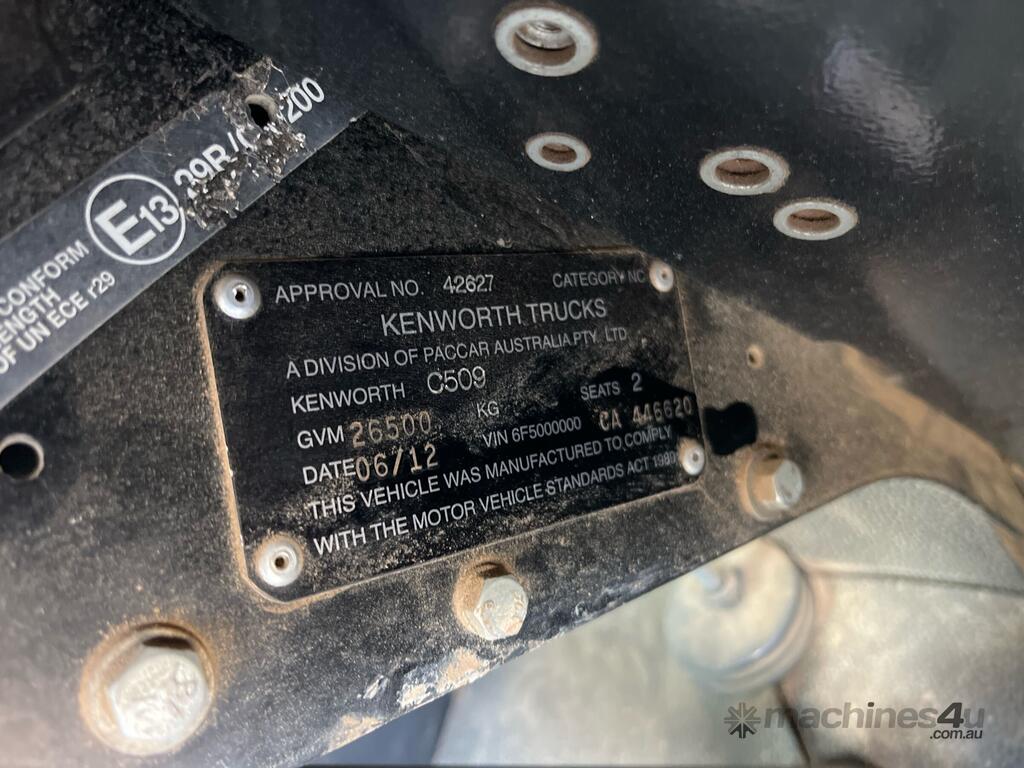 29R/ 200
E13
CONFORM
ENGTH
OF UN ECE r29
APPROVAL NO. 42627 CATEGORY NC
KENWORTH TRUCKS
A DIVISION OF PACCAR AUSTRALIA PTY. LTD.
KENWORTH C509
GVM 26500 KG SEATS 2
DATE 06/12 VIN 6F5000000 CA 446620
THIS VEHICLE WAS MANUFACTURED TO COMPLY
WITH THE MOTOR VEHICLE STANDARDS ACT 1989
machines4u
.com.au